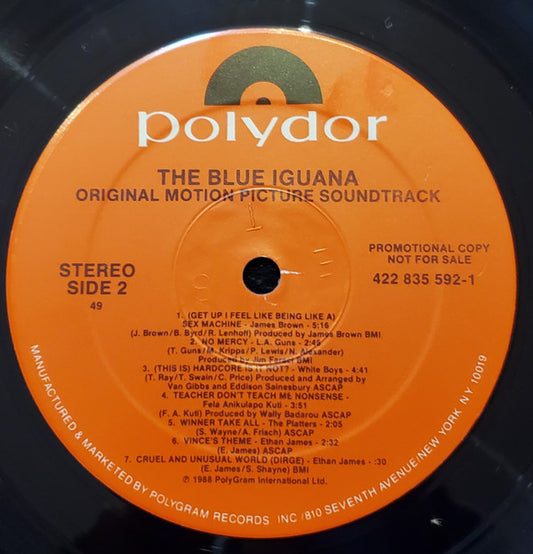 polydor
THE BLUE IGUANA
ORIGINAL MOTION PICTURE SOUNDTRACK
PROMOTIONAL COPY
NOT FOR SALE
422 835 592-1
STEREO
SIDE 2
49
1. (GET UP I FEEL LIKE BEING LIKE A)
SEX MACHINE - James Brown - 5:16
(J. Brown/B. Byrd/R. Lenhoff) Produced by James Brown BMI
2. NO MERCY - L.A. Guns - 2:46
(T. Guns/M. Kripps/P. Lewis/N. Alexander)
Produced by Jim Faraci BMI
3. (THIS IS) HARDCORE IS IT NOT? - White Boys - 4:41
(T. Ray/T. Swain/C. Price) Produced and Arranged by
Van Gibbs and Eddison Sainesbury ASCAP
4. TEACHER DON'T TEACH ME NONSENSE -
Fela Anikulapo Kuti - 3:51
(F. A. Kuti) Produced by Wally Badarou ASCAP
5. WINNER TAKE ALL - The Platters - 2:05
(S. Wayne/A. Frisch) ASCAP
6. VINCE'S THEME - Ethan James - 2:32
(E. James) ASCAP
7. CRUEL AND UNUSUAL WORLD (DIRGE) - Ethan James - :30
(E. James/S. Shayne) BMI
℗ 1988 PolyGram International Ltd.
MANUFACTURED & MARKETED BY POLYGRAM RECORDS INC /810 SEVENTH AVENUE/NEW YORK, NY 10019